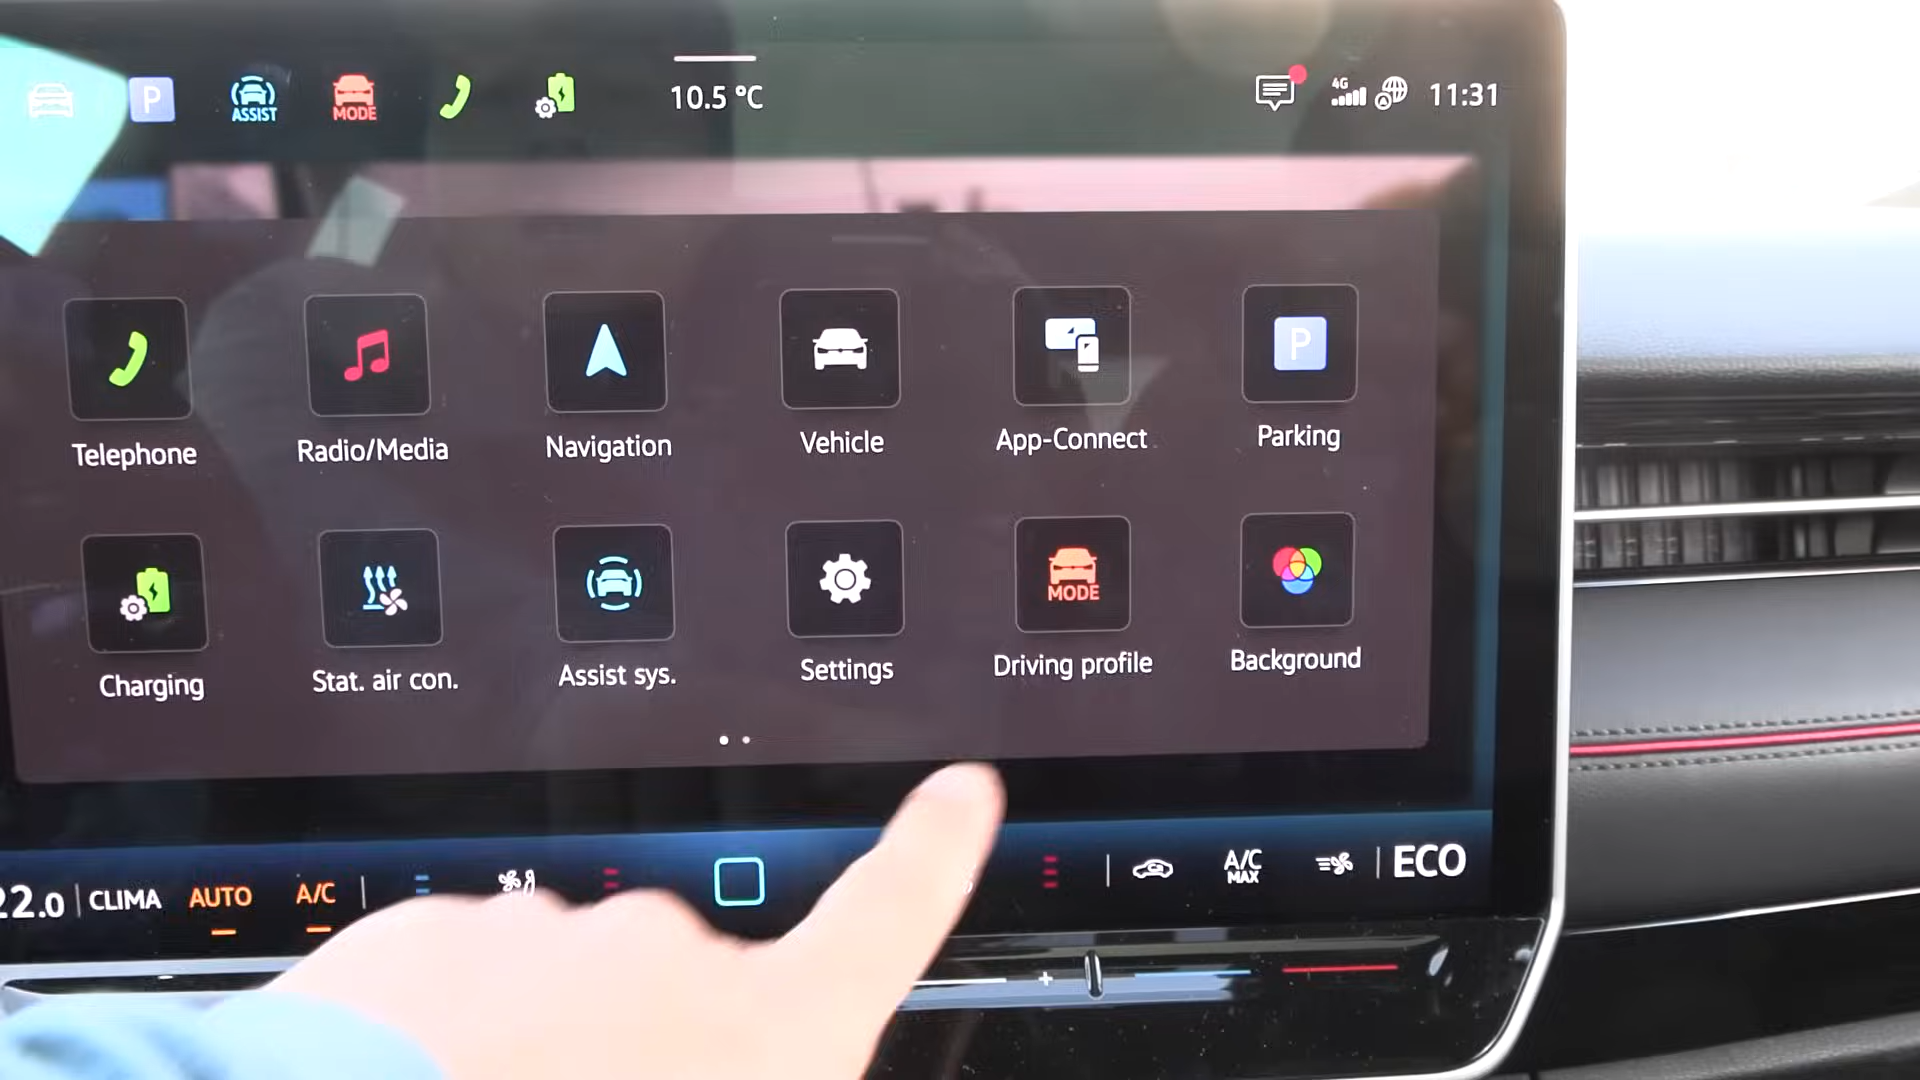 P
ASSIST
MODE
10.5 °C
4G
11:31
Telephone
Radio/Media
Navigation
Vehicle
App-Connect
P
Parking
Charging
Stat. air con.
Assist sys.
Settings
MODE
Driving profile
Background
22.0
CLIMA
AUTO
A/C
A/C
MAX
ECO
+